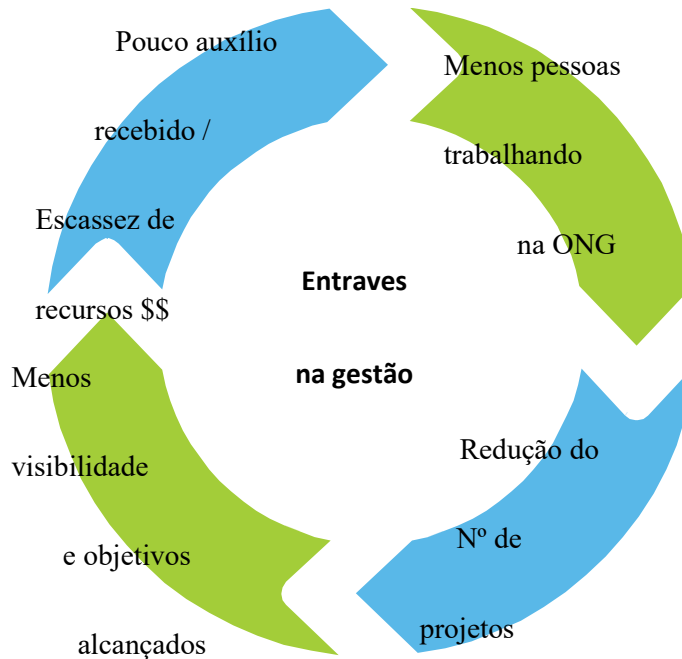 Pouco auxílio
recebido /
Escassez de
recursos $$
Menos pessoas
trabalhando
na ONG
Entraves
na gestão
Redução do
Nº de
projetos
Menos
visibilidade
e objetivos
alcançados